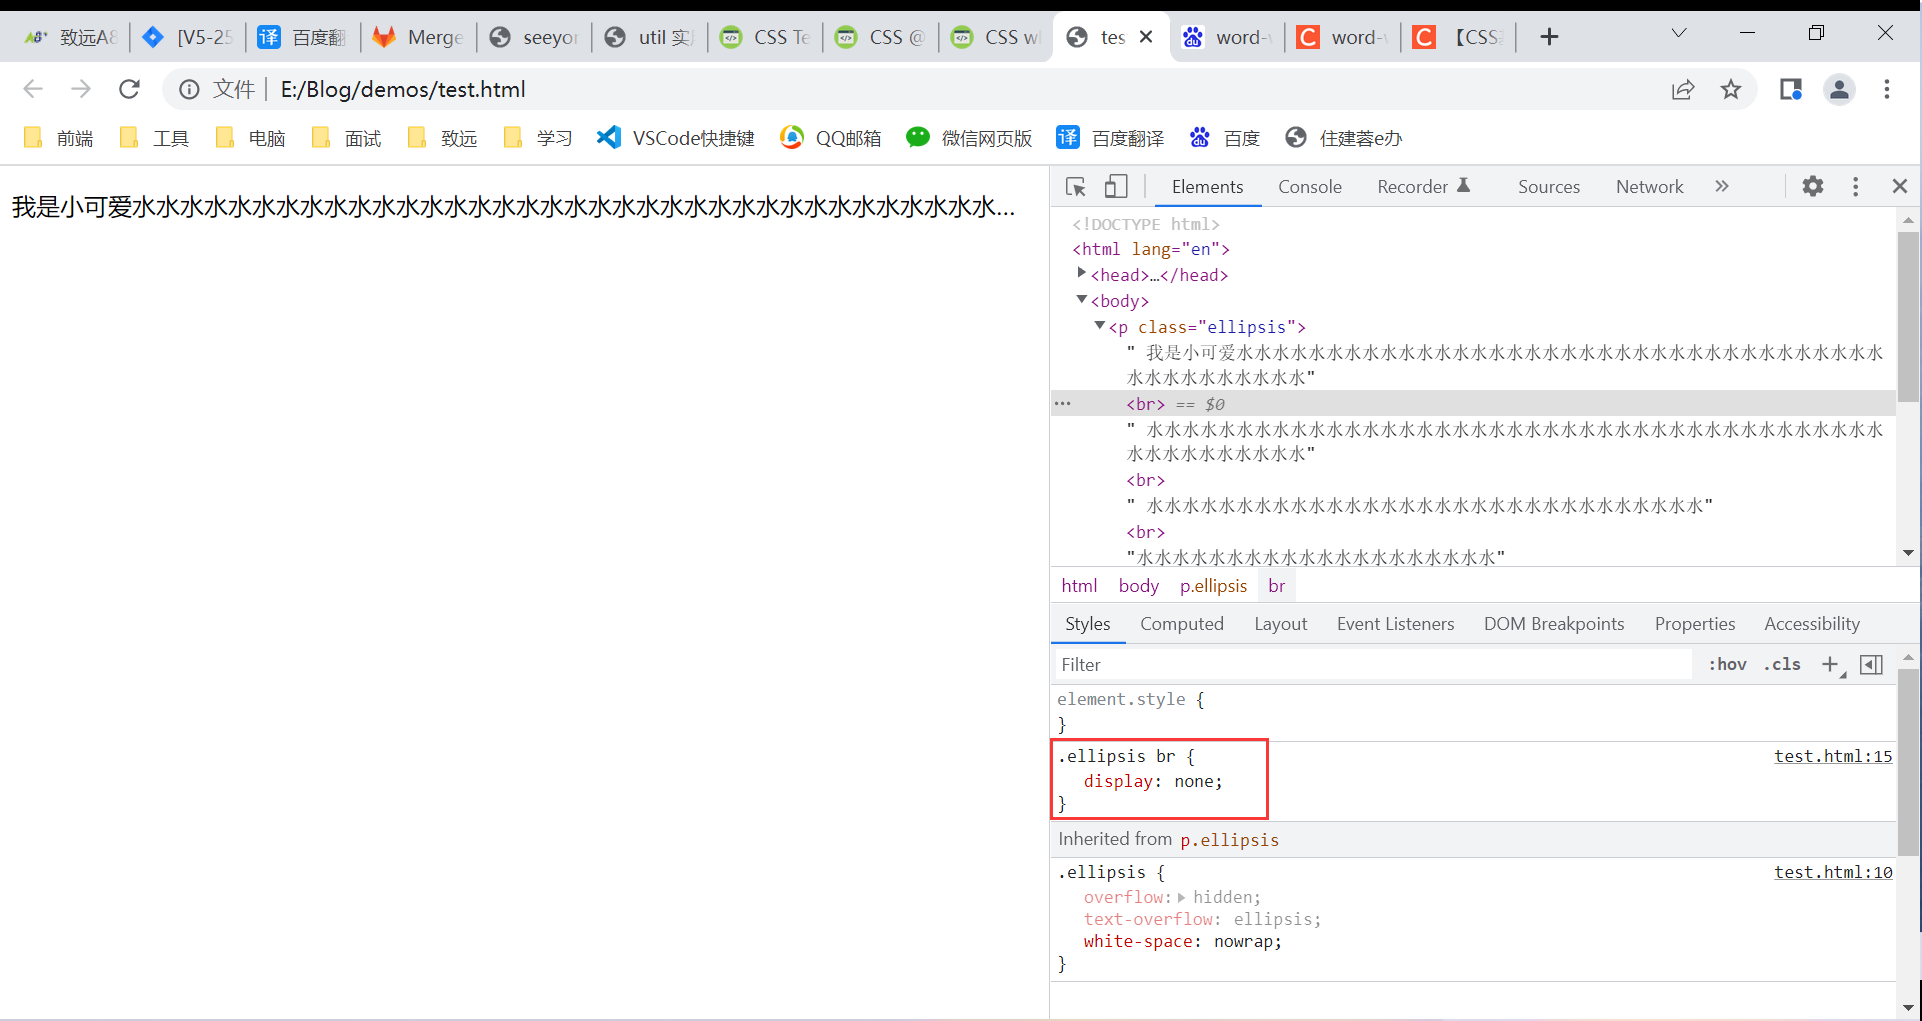 致远A8 [V5-25 百度翻 Merge seeyo util 实 CSS Te CSS @ CSS w tes word- word- 【CSS
文件 E:/Blog/demos/test.html
前端 工具 电脑 面试 致远 学习 VSCode快捷键 QQ邮箱 微信网页版 译 百度翻译 百度 住建蓉e办
我是小可爱水水水水水水水水水水水水水水水水水水水水水水水水水水水水水水水水水水水水...
Elements Console Recorder Sources Network »
<!DOCTYPE html>
<html lang="en">
<head>…</head>
<body>
<p class="ellipsis">
" 我是小可爱水水水水水水水水水水水水水水水水水水水水水水水水水水水水水水水水水水水水
水水水水水水水水水水"
<br> == $0
" 水水水水水水水水水水水水水水水水水水水水水水水水水水水水水水水水水水水水水水水水水
水水水水水水水水水水"
<br>
" 水水水水水水水水水水水水水水水水水水水水水水水水水水水水水水水"
<br>
"水水水水水水水水水水水水水水水水水水水水"
html body p.ellipsis br
Styles Computed Layout Event Listeners DOM Breakpoints Properties Accessibility
Filter :hov .cls +
element.style {
}
.ellipsis br { test.html:15
display: none;
}
Inherited from p.ellipsis
.ellipsis { test.html:10
overflow: hidden;
text-overflow: ellipsis;
white-space: nowrap;
}